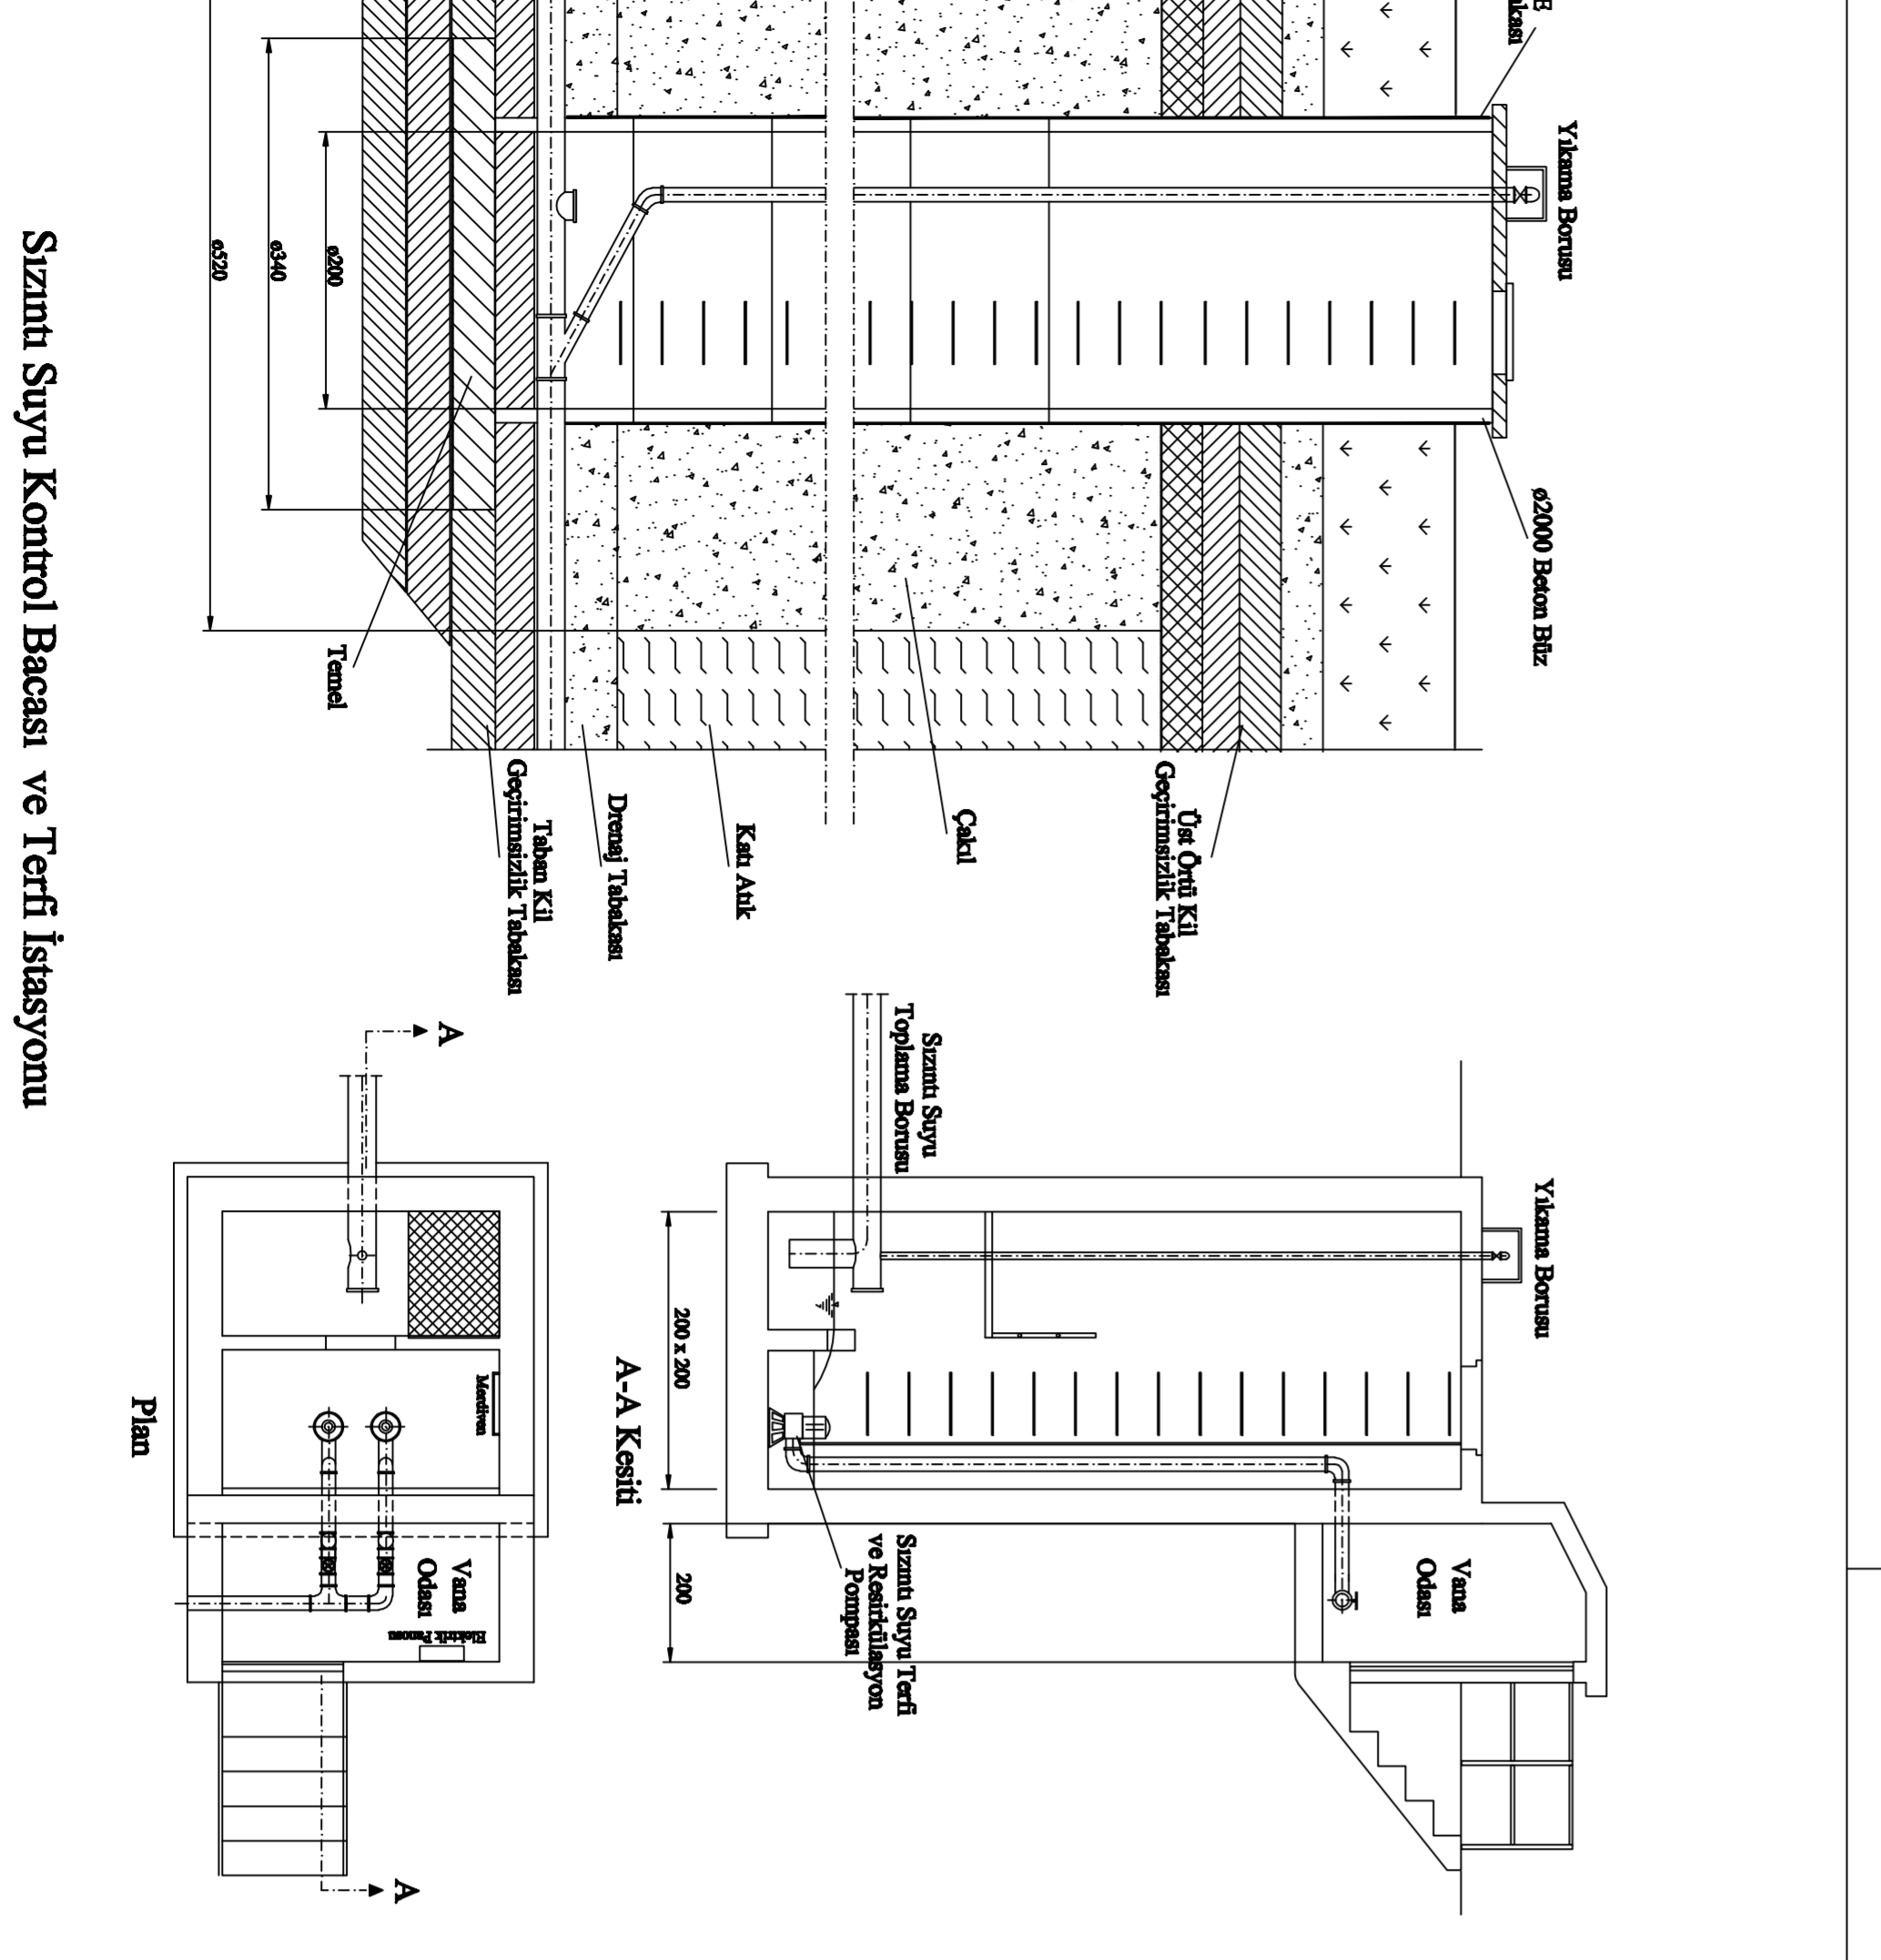 Yıkama Borusu
ø2000 Beton Büz
Üst Örtü Kil
Geçirimsizlik Tabakası
Çakıl
Katı Atık
Drenaj Tabakası
Taban Kil
Geçirimsizlik Tabakası
Temel
ø200
ø340
ø520
Yıkama Borusu
Sızıntı Suyu
Toplama Borusu
Vana
Odası
Sızıntı Suyu Terfi
ve Resirkülasyon
Pompası
200 x 200
200
A-A Kesiti
A
A
Merdiven
Vana
Odası
Elektrik Panosu
Plan
Sızıntı Suyu Kontrol Bacası ve Terfi İstasyonu